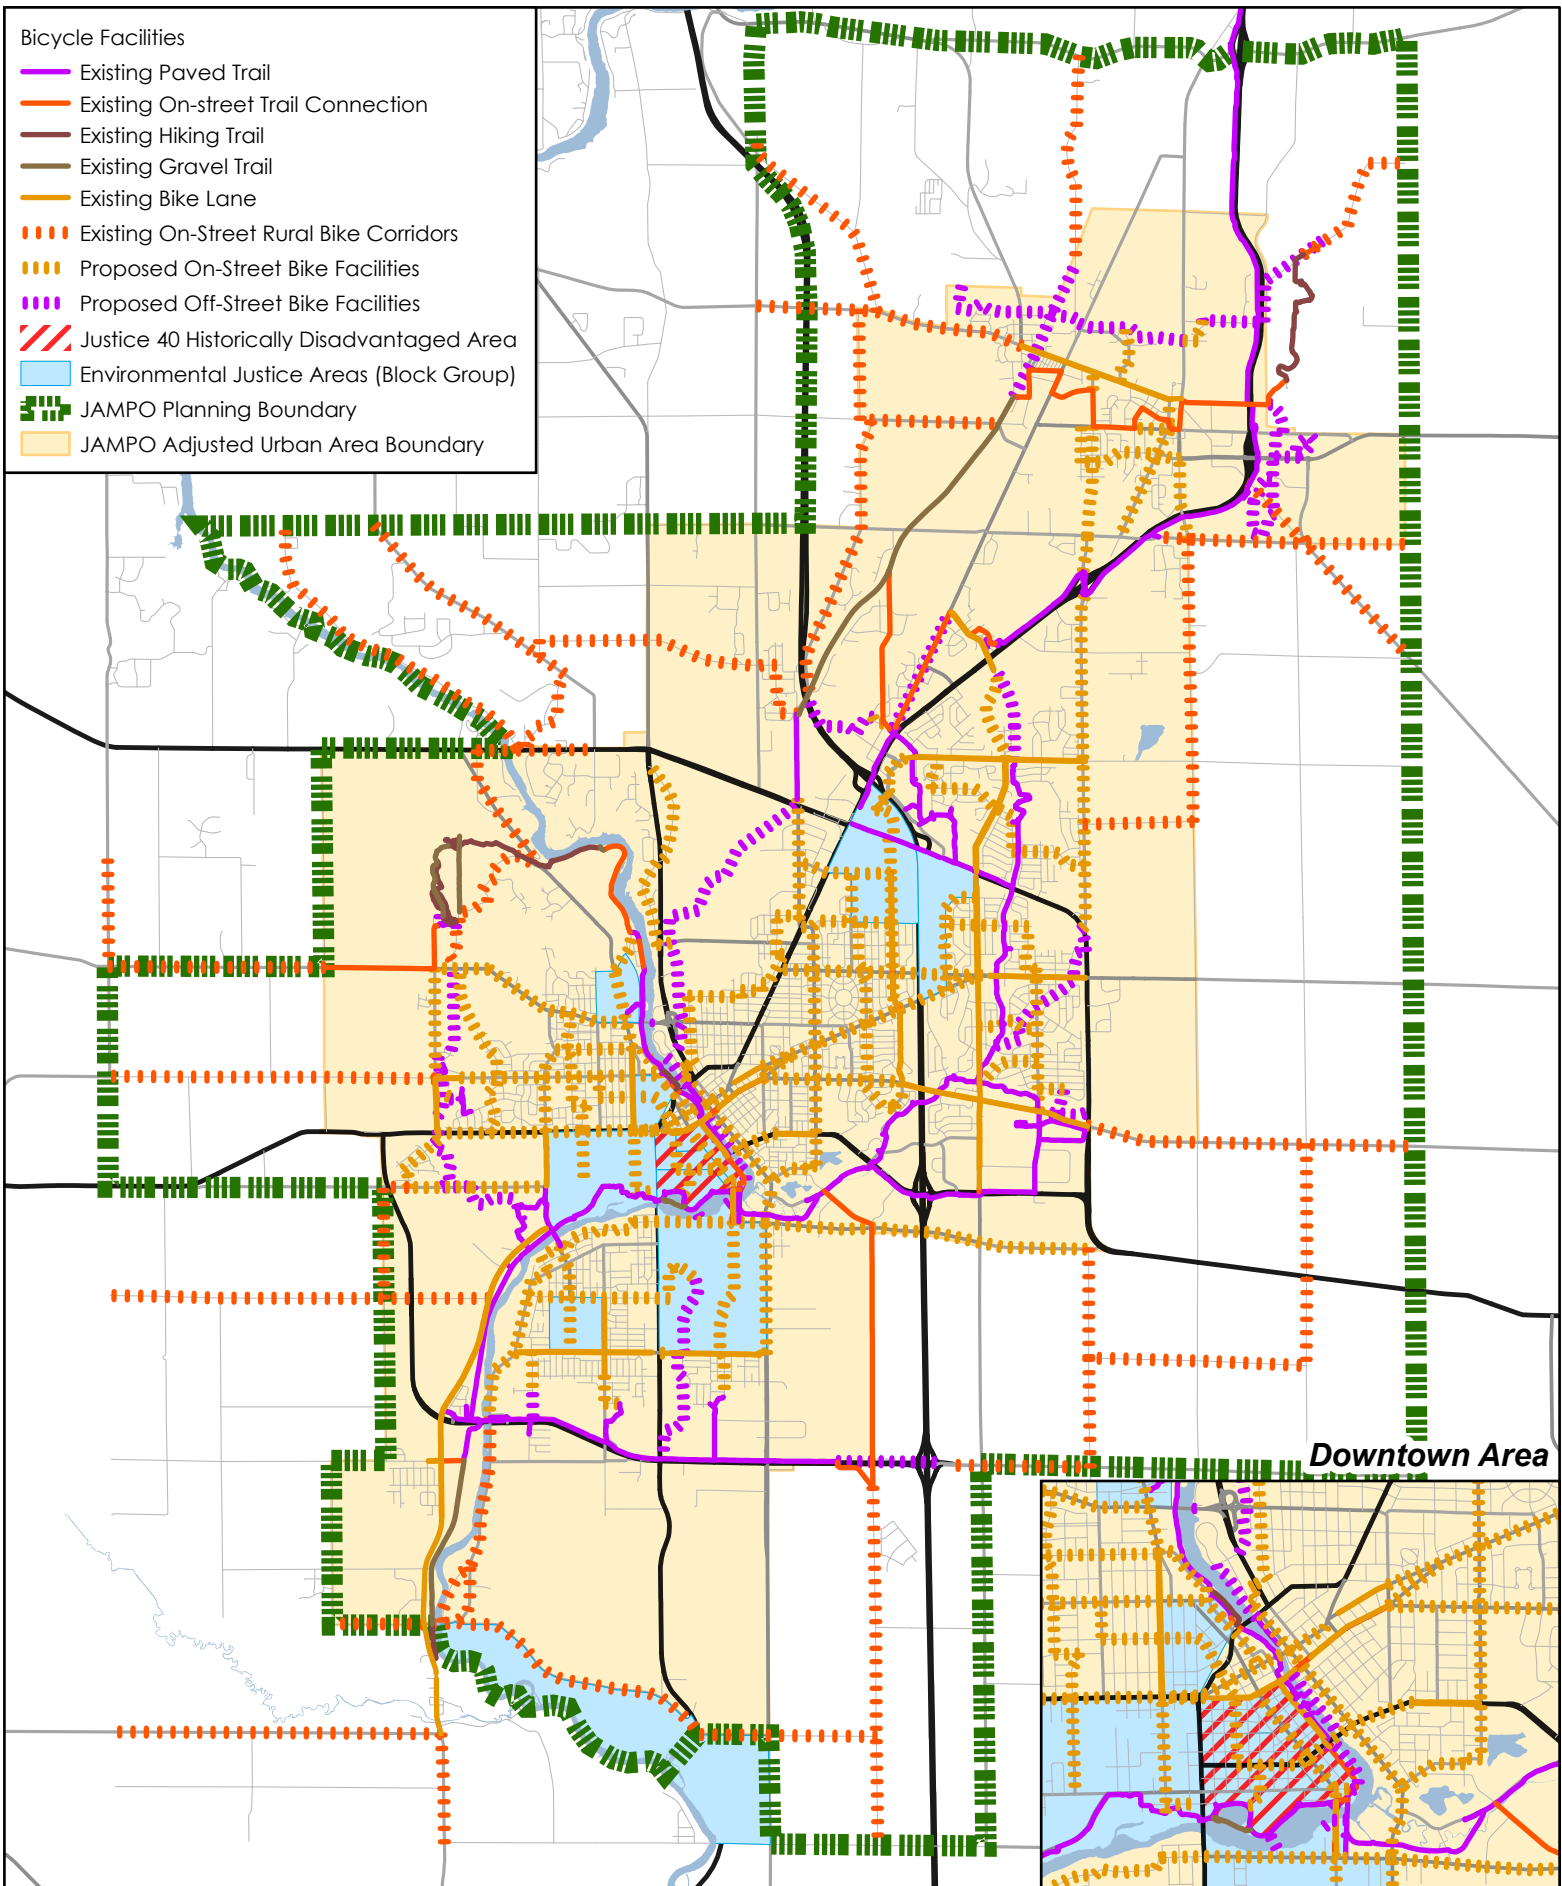 Bicycle Facilities
Existing Paved Trail
Existing On-street Trail Connection
Existing Hiking Trail
Existing Gravel Trail
Existing Bike Lane
Existing On-Street Rural Bike Corridors
Proposed On-Street Bike Facilities
Proposed Off-Street Bike Facilities
Justice 40 Historically Disadvantaged Area
Environmental Justice Areas (Block Group)
JAMPO Planning Boundary
JAMPO Adjusted Urban Area Boundary
Downtown Area